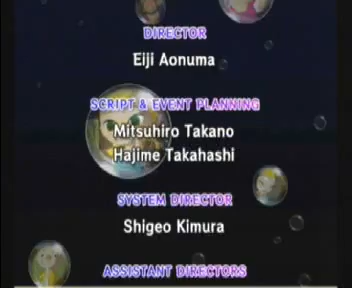 DIRECTOR
Eiji Aonuma
SCRIPT & EVENT PLANNING
Mitsuhiro Takano
Hajime Takahashi
SYSTEM DIRECTOR
Shigeo Kimura
ASSISTANT DIRECTORS